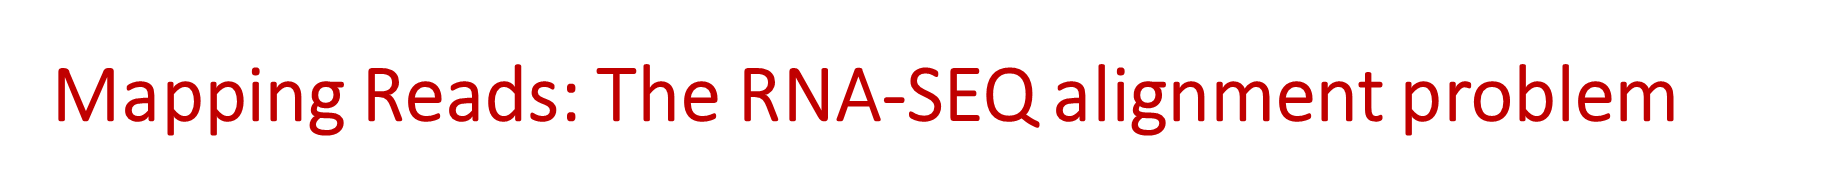 Mapping Reads: The RNA-SEQ alignment problem